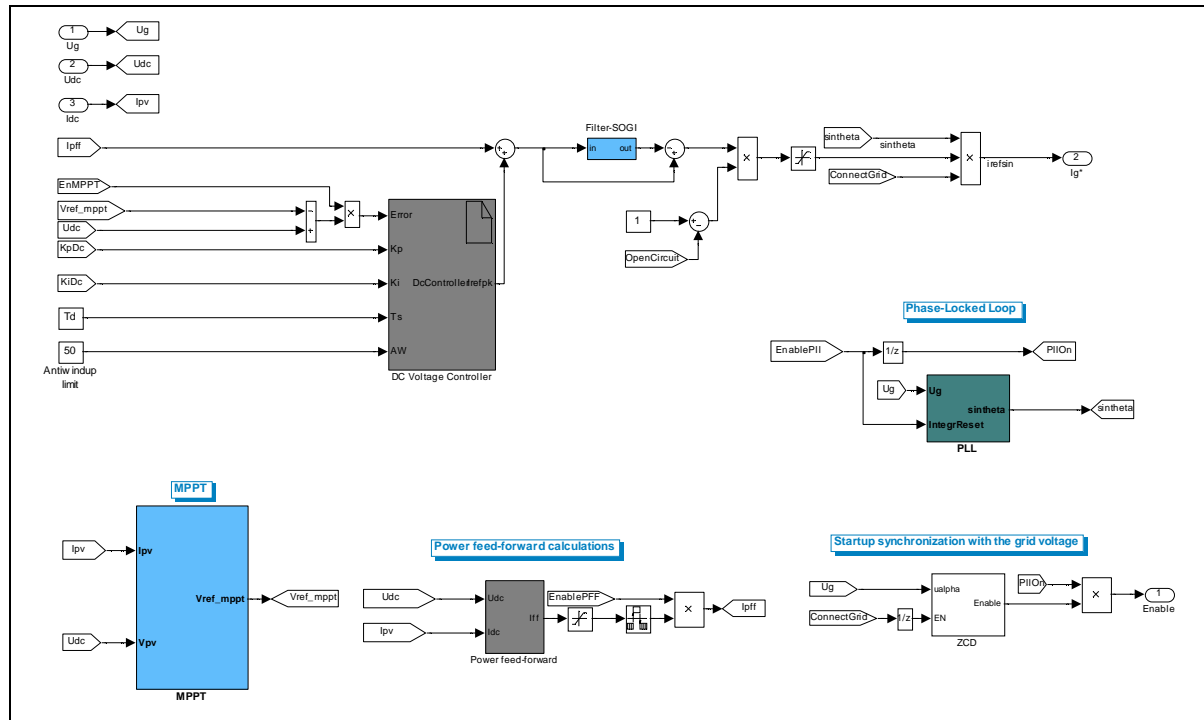 1
Ug
Ug
2
Udc
Udc
3
Ipv
Idc
Ipff
Filter-SOGI
in out
sintheta
sintheta
irefsin
2
Ig*
ConnectGrid
EnMPPT
Vref_mppt
Udc
KpDc
KiDc
Td
50
Antiwindup
limit
Error
Kp
Ki
DcController
Irefpk
Ts
AW
DC Voltage Controller
+
+
+
−
−
+
×
×
×
1
+
−
OpenCircuit
Phase-Locked Loop
EnablePll
1/z
PllOn
Ug
Ug
sintheta
sintheta
IntegrReset
PLL
MPPT
Ipv
Ipv
Vref_mppt
Vref_mppt
Udc
Vpv
MPPT
Power feed-forward calculations
Udc
Udc
EnablePFF
Iff
×
Ipff
Ipv
Idc
Power feed-forward
Startup synchronization with the grid voltage
Ug
ualpha
PllOn
Enable
×
1
Enable
ConnectGrid
1/z
EN
ZCD